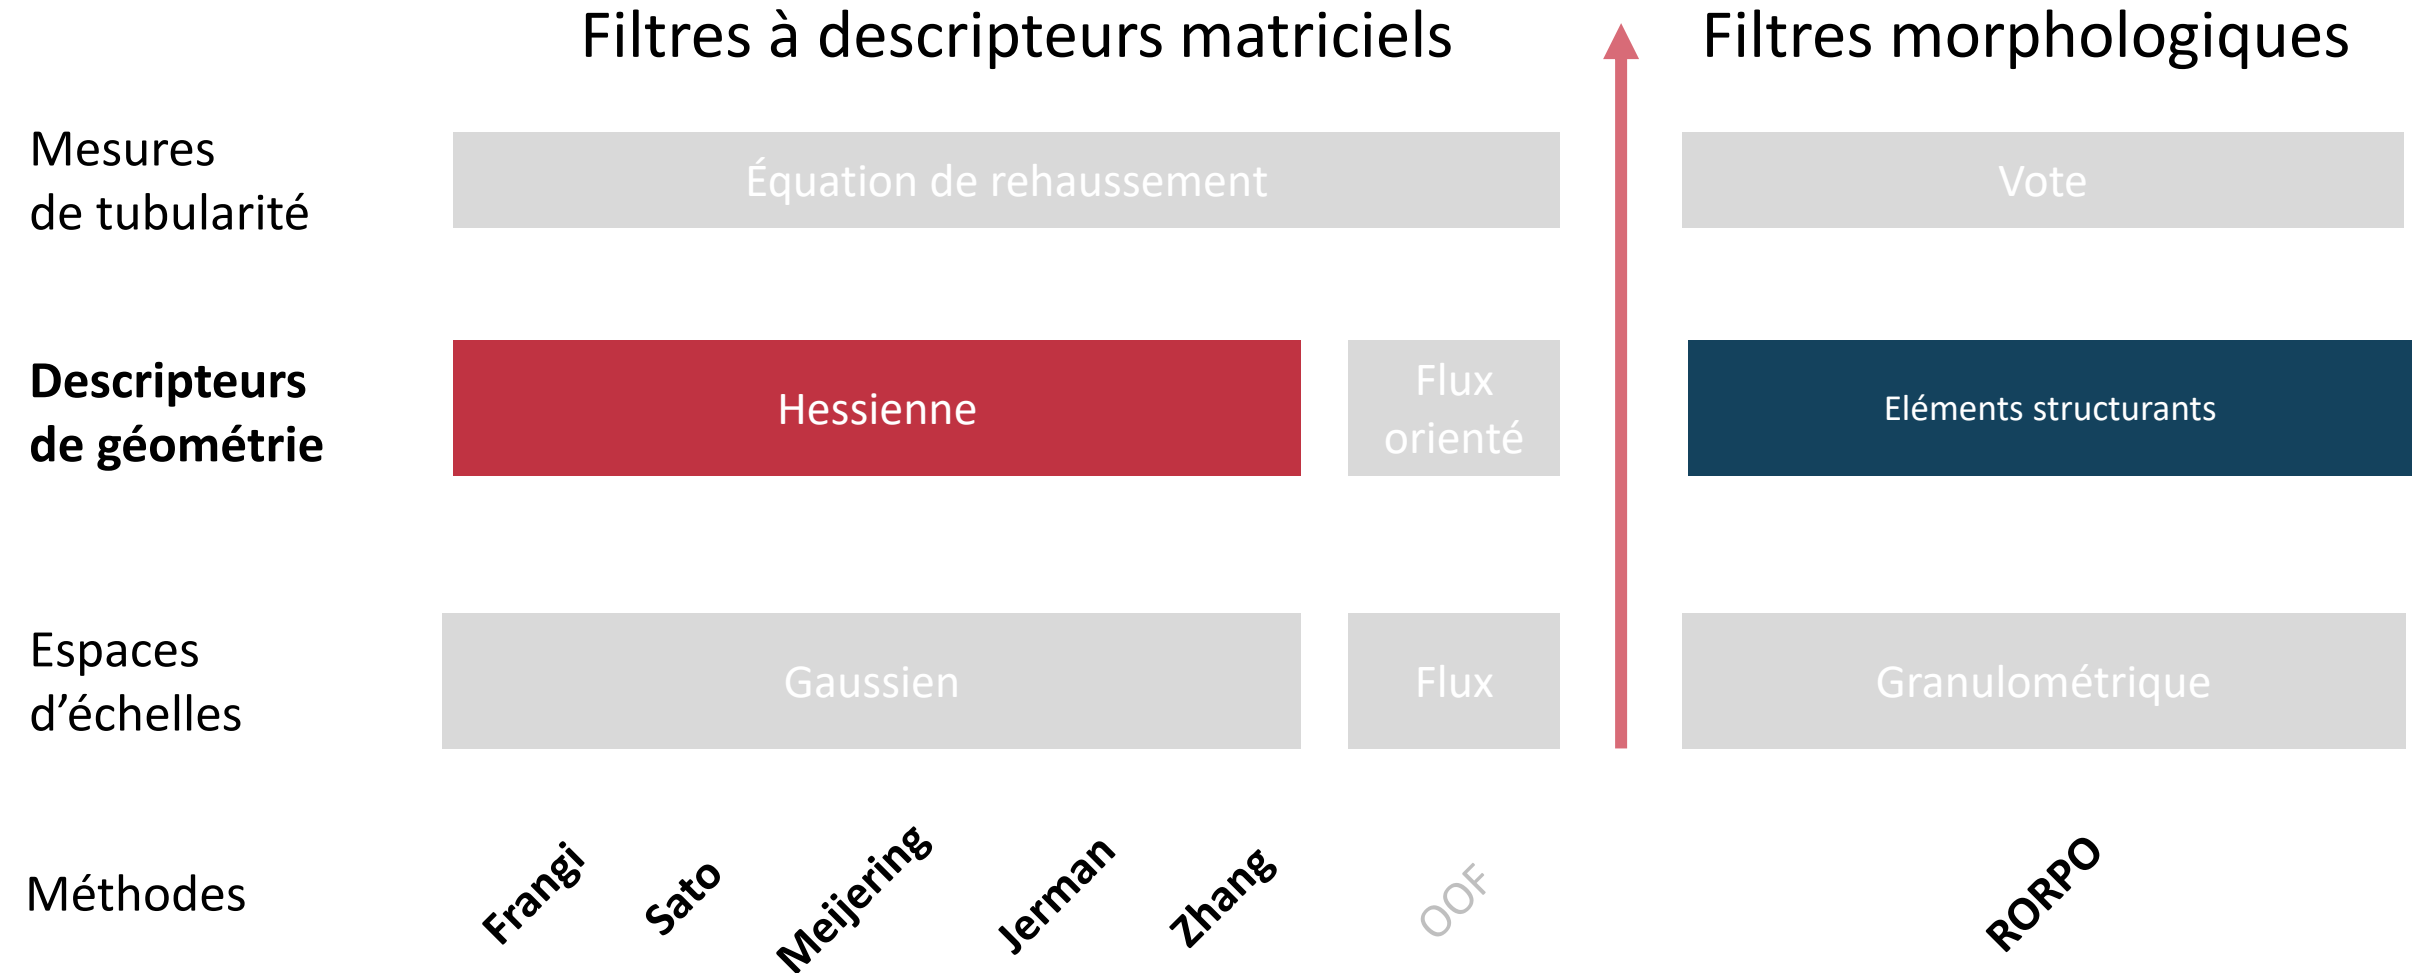 Filtres à descripteurs matriciels
Filtres morphologiques
Mesures
de tubularité
Équation de rehaussement
Vote
Descripteurs
de géométrie
Hessienne
Flux
orienté
Eléments structurants
Espaces
d’échelles
Gaussien
Flux
Granulométrique
Méthodes
Frangi
Sato
Meijering
Jerman
Zhang
OOF
RORPO